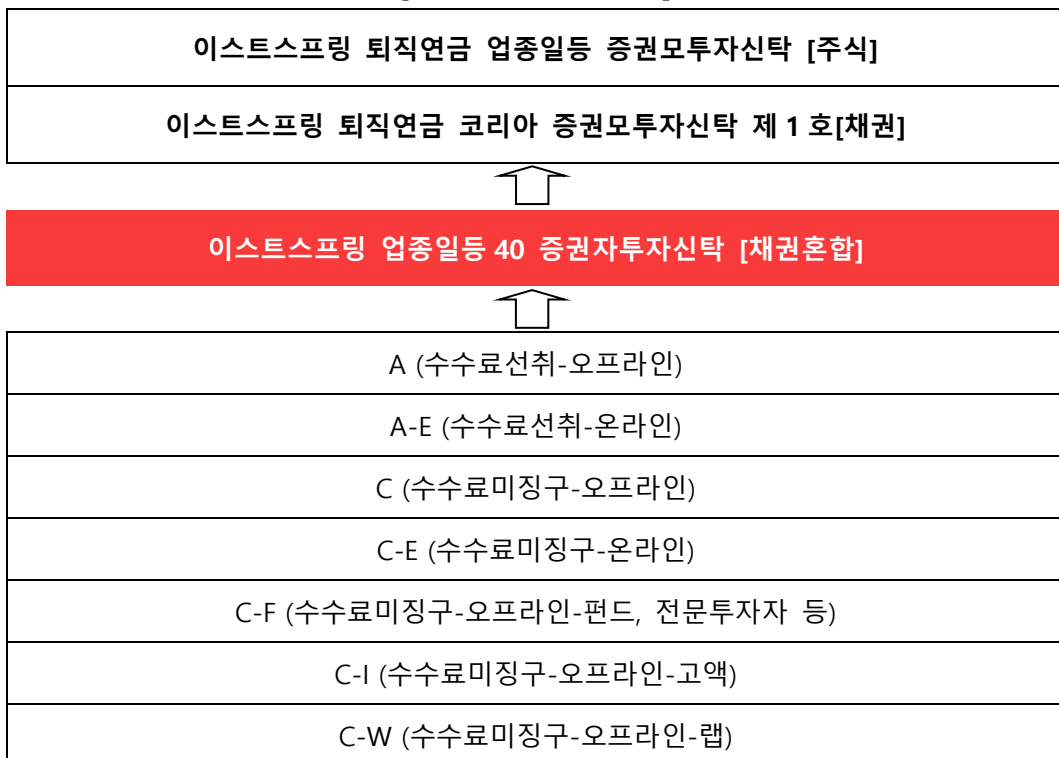 이스트스프링 퇴직연금 업종일등 증권모투자신탁 [주식]
이스트스프링 퇴직연금 코리아 증권모투자신탁 제 1 호[채권]
이스트스프링 업종일등 40 증권자투자신탁 [채권혼합]
A (수수료선취-오프라인)
A-E (수수료선취-온라인)
C (수수료미징구-오프라인)
C-E (수수료미징구-온라인)
C-F (수수료미징구-오프라인-펀드, 전문투자자 등)
C-I (수수료미징구-오프라인-고액)
C-W (수수료미징구-오프라인-랩)